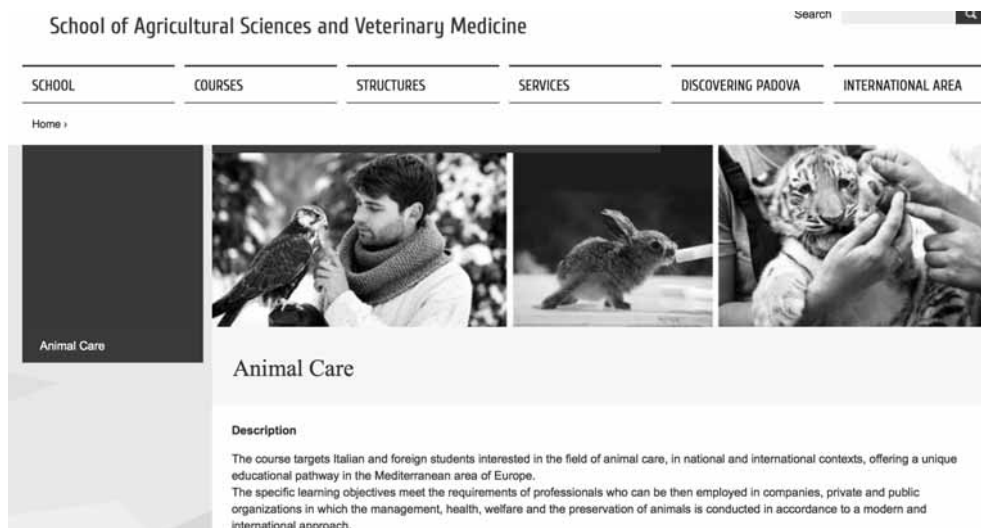 School of Agricultural Sciences and Veterinary Medicine
Search
SCHOOL COURSES STRUCTURES SERVICES DISCOVERING PADOVA INTERNATIONAL AREA
Home ›
Animal Care
Animal Care
Description
The course targets Italian and foreign students interested in the field of animal care, in national and international contexts, offering a unique
educational pathway in the Mediterranean area of Europe.
The specific learning objectives meet the requirements of professionals who can be then employed in companies, private and public
organizations in which the management, health, welfare and the preservation of animals is conducted in accordance to a modern and
international approach.